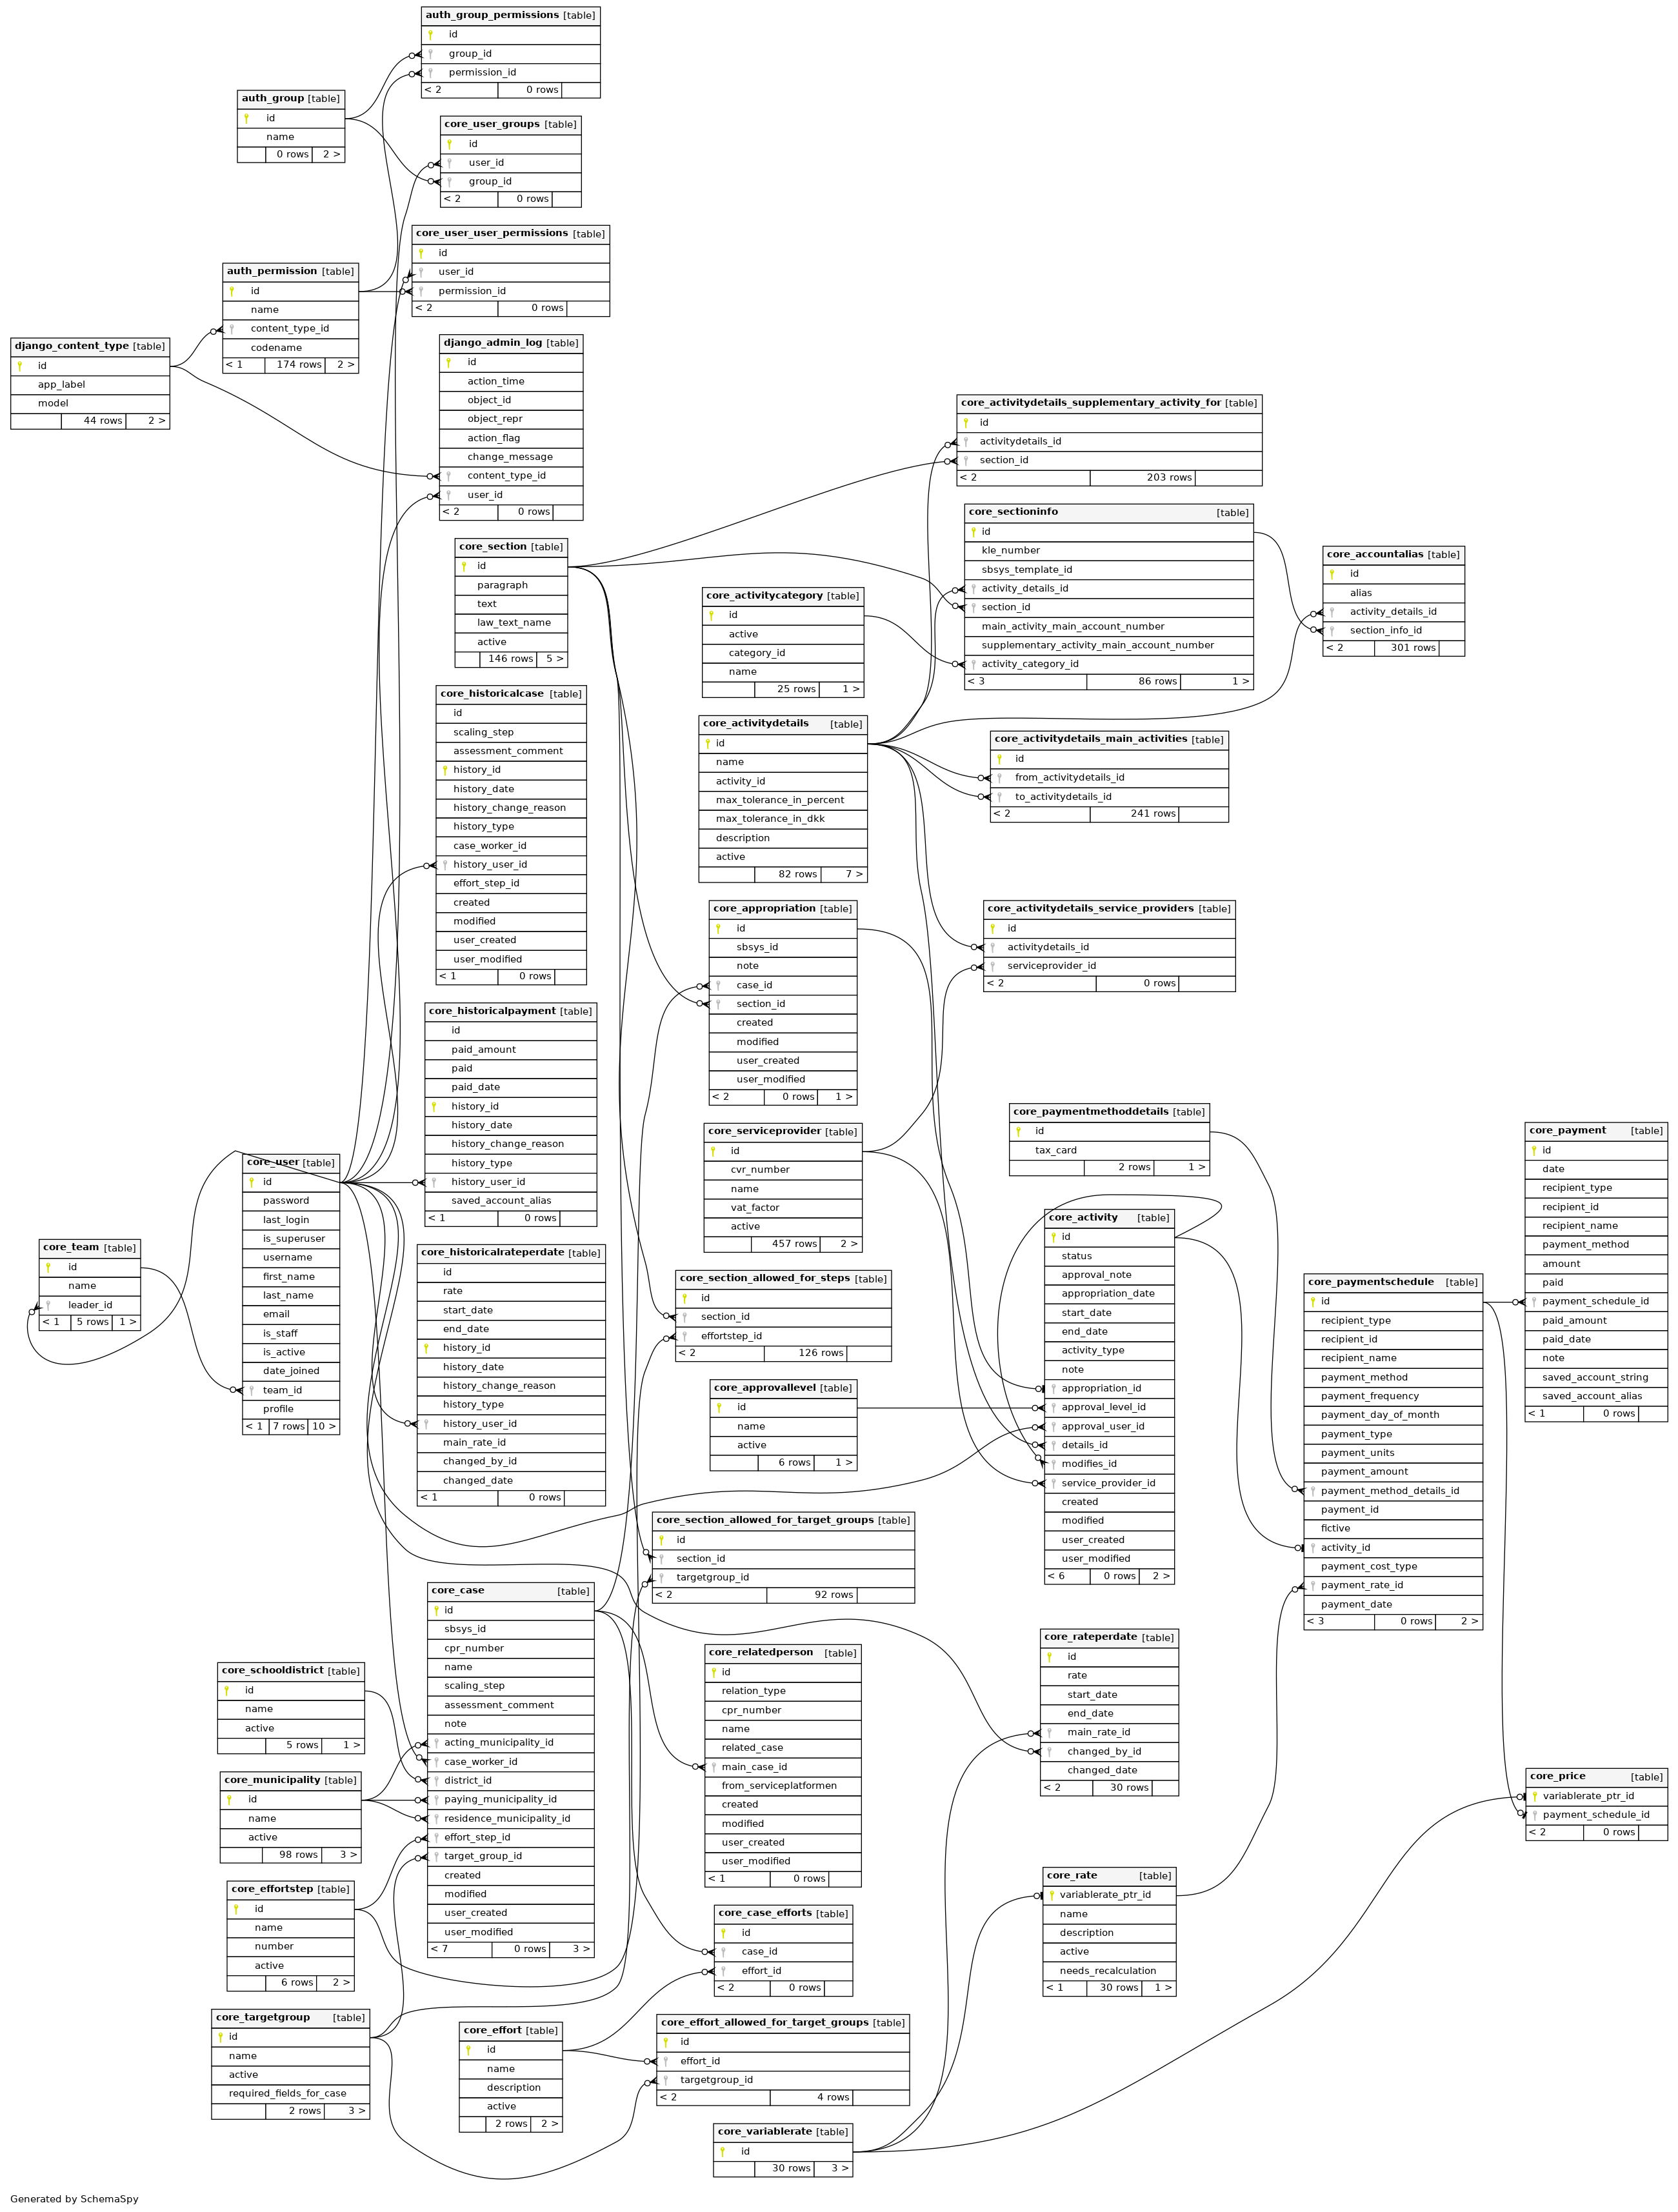 auth_group_permissions [table]
id
group_id
permission_id
< 2 0 rows
auth_group [table]
id
name
0 rows 2 >
core_user_groups [table]
id
user_id
group_id
< 2 0 rows
core_user_user_permissions [table]
id
user_id
permission_id
< 2 0 rows
auth_permission [table]
id
name
content_type_id
codename
< 1 174 rows 2 >
django_content_type [table]
id
app_label
model
44 rows 2 >
django_admin_log [table]
id
action_time
object_id
object_repr
action_flag
change_message
content_type_id
user_id
< 2 0 rows
core_activitydetails_supplementary_activity_for [table]
id
activitydetails_id
section_id
< 2 203 rows
core_sectioninfo [table]
id
kle_number
sbsys_template_id
activity_details_id
section_id
main_activity_main_account_number
supplementary_activity_main_account_number
activity_category_id
< 3 86 rows 1 >
core_accountalias [table]
id
alias
activity_details_id
section_info_id
< 2 301 rows
core_section [table]
id
paragraph
text
law_text_name
active
146 rows 5 >
core_activitycategory [table]
id
active
category_id
name
25 rows 1 >
core_historicalcase [table]
id
scaling_step
assessment_comment
history_id
history_date
history_change_reason
history_type
case_worker_id
history_user_id
effort_step_id
created
modified
user_created
user_modified
< 1 0 rows
core_activitydetails [table]
id
name
activity_id
max_tolerance_in_percent
max_tolerance_in_dkk
description
active
82 rows 7 >
core_activitydetails_main_activities [table]
id
from_activitydetails_id
to_activitydetails_id
< 2 241 rows
core_appropriation [table]
id
sbsys_id
note
case_id
section_id
created
modified
user_created
user_modified
< 2 0 rows 1 >
core_activitydetails_service_providers [table]
id
activitydetails_id
serviceprovider_id
< 2 0 rows
core_historicalpayment [table]
id
paid_amount
paid
paid_date
history_id
history_date
history_change_reason
history_type
history_user_id
saved_account_alias
< 1 0 rows
core_serviceprovider [table]
id
cvr_number
name
vat_factor
active
457 rows 2 >
core_paymentmethoddetails [table]
id
tax_card
2 rows 1 >
core_payment [table]
id
date
recipient_type
recipient_id
recipient_name
payment_method
amount
paid
payment_schedule_id
paid_amount
paid_date
note
saved_account_string
saved_account_alias
< 1 0 rows
core_user [table]
id
password
last_login
is_superuser
username
first_name
last_name
email
is_staff
is_active
date_joined
team_id
profile
< 1 7 rows 10 >
core_team [table]
id
name
leader_id
< 1 5 rows 1 >
core_historicalrateperdate [table]
id
rate
start_date
end_date
history_id
history_date
history_change_reason
history_type
history_user_id
main_rate_id
changed_by_id
changed_date
< 1 0 rows
core_section_allowed_for_steps [table]
id
section_id
effortstep_id
< 2 126 rows
core_activity [table]
id
status
approval_note
appropriation_date
start_date
end_date
activity_type
note
appropriation_id
approval_level_id
approval_user_id
details_id
modifies_id
service_provider_id
created
modified
user_created
user_modified
< 6 0 rows 2 >
core_paymentschedule [table]
id
recipient_type
recipient_id
recipient_name
payment_method
payment_frequency
payment_day_of_month
payment_type
payment_units
payment_amount
payment_method_details_id
payment_id
fictive
activity_id
payment_cost_type
payment_rate_id
payment_date
< 3 0 rows 2 >
core_approvallevel [table]
id
name
active
6 rows 1 >
core_section_allowed_for_target_groups [table]
id
section_id
targetgroup_id
< 2 92 rows
core_case [table]
id
sbsys_id
cpr_number
name
scaling_step
assessment_comment
note
acting_municipality_id
case_worker_id
district_id
paying_municipality_id
residence_municipality_id
effort_step_id
target_group_id
created
modified
user_created
user_modified
< 7 0 rows 3 >
core_schooldistrict [table]
id
name
active
5 rows 1 >
core_relatedperson [table]
id
relation_type
cpr_number
name
related_case
main_case_id
from_serviceplatformen
created
modified
user_created
user_modified
< 1 0 rows
core_rateperdate [table]
id
rate
start_date
end_date
main_rate_id
changed_by_id
changed_date
< 2 30 rows
core_municipality [table]
id
name
active
98 rows 3 >
core_price [table]
variablerate_ptr_id
payment_schedule_id
< 2 0 rows
core_effortstep [table]
id
name
number
active
6 rows 2 >
core_rate [table]
variablerate_ptr_id
name
description
active
needs_recalculation
< 1 30 rows 1 >
core_case_efforts [table]
id
case_id
effort_id
< 2 0 rows
core_targetgroup [table]
id
name
active
required_fields_for_case
2 rows 3 >
core_effort [table]
id
name
description
active
2 rows 2 >
core_effort_allowed_for_target_groups [table]
id
effort_id
targetgroup_id
< 2 4 rows
core_variablerate [table]
id
30 rows 3 >
Generated by SchemaSpy